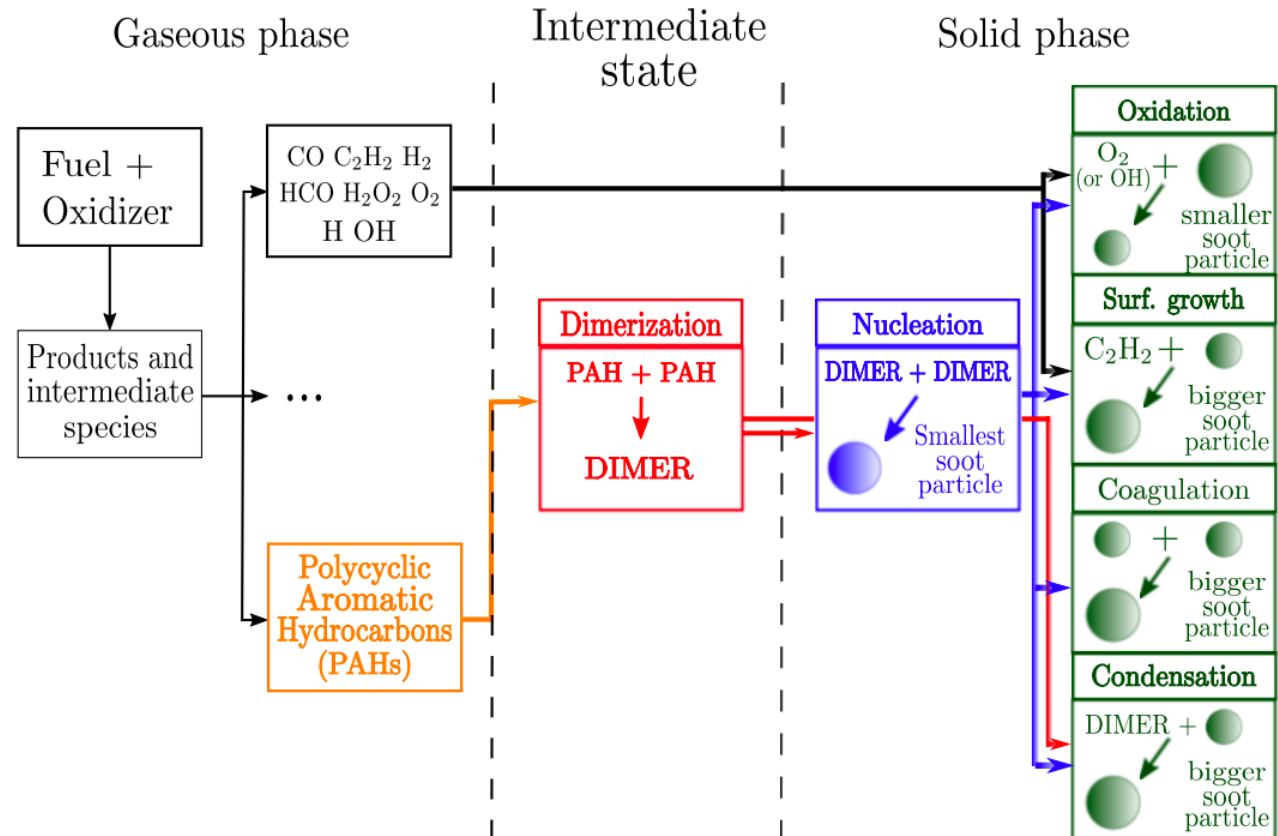 Gaseous phase
Intermediate
state
Solid phase
Fuel +
Oxidizer
CO C₂H₂ H₂
HCO H₂O₂ O₂
H OH
Products and
intermediate
species
...
Polycyclic
Aromatic
Hydrocarbons
(PAHs)
Dimerization
PAH + PAH
DIMER
Nucleation
DIMER + DIMER
Smallest
soot
particle
Oxidation
O₂
(or OH)
+
smaller
soot
particle
Surf. growth
C₂H₂ +
bigger
soot
particle
Coagulation
+
bigger
soot
particle
Condensation
DIMER +
bigger
soot
particle